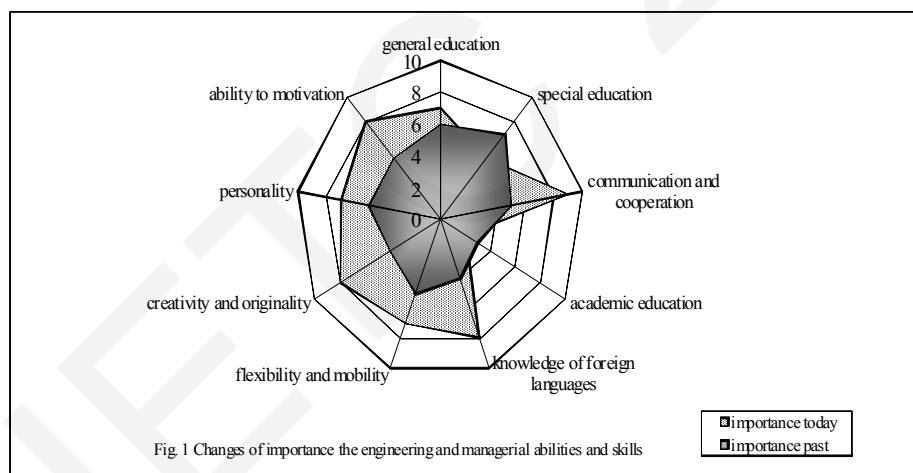 general education
10
ability to motivation
8
special education
6
4
personality
2
communication and
cooperation
0
creativity and originality
academic education
flexibility and mobility
knowledge of foreign
languages
importance today
importance past
Fig. 1 Changes of importance the engineering and managerial abilities and skills